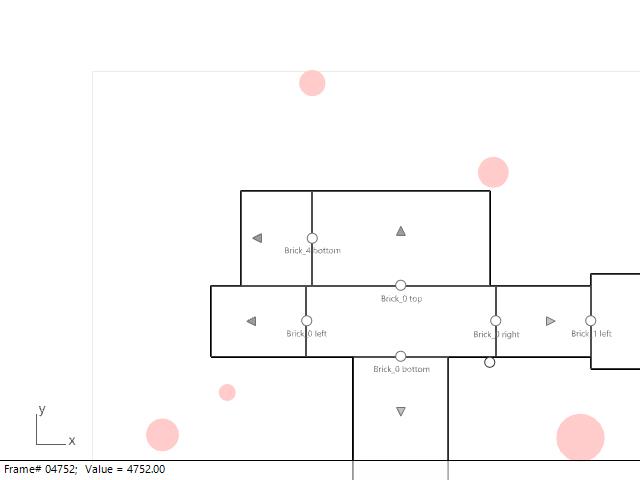 Brick_4 bottom
Brick_0 top
Brick_0 left
Brick_0 right
Brick_1 left
Brick_0 bottom
y
x
Frame# 04752; Value = 4752.00